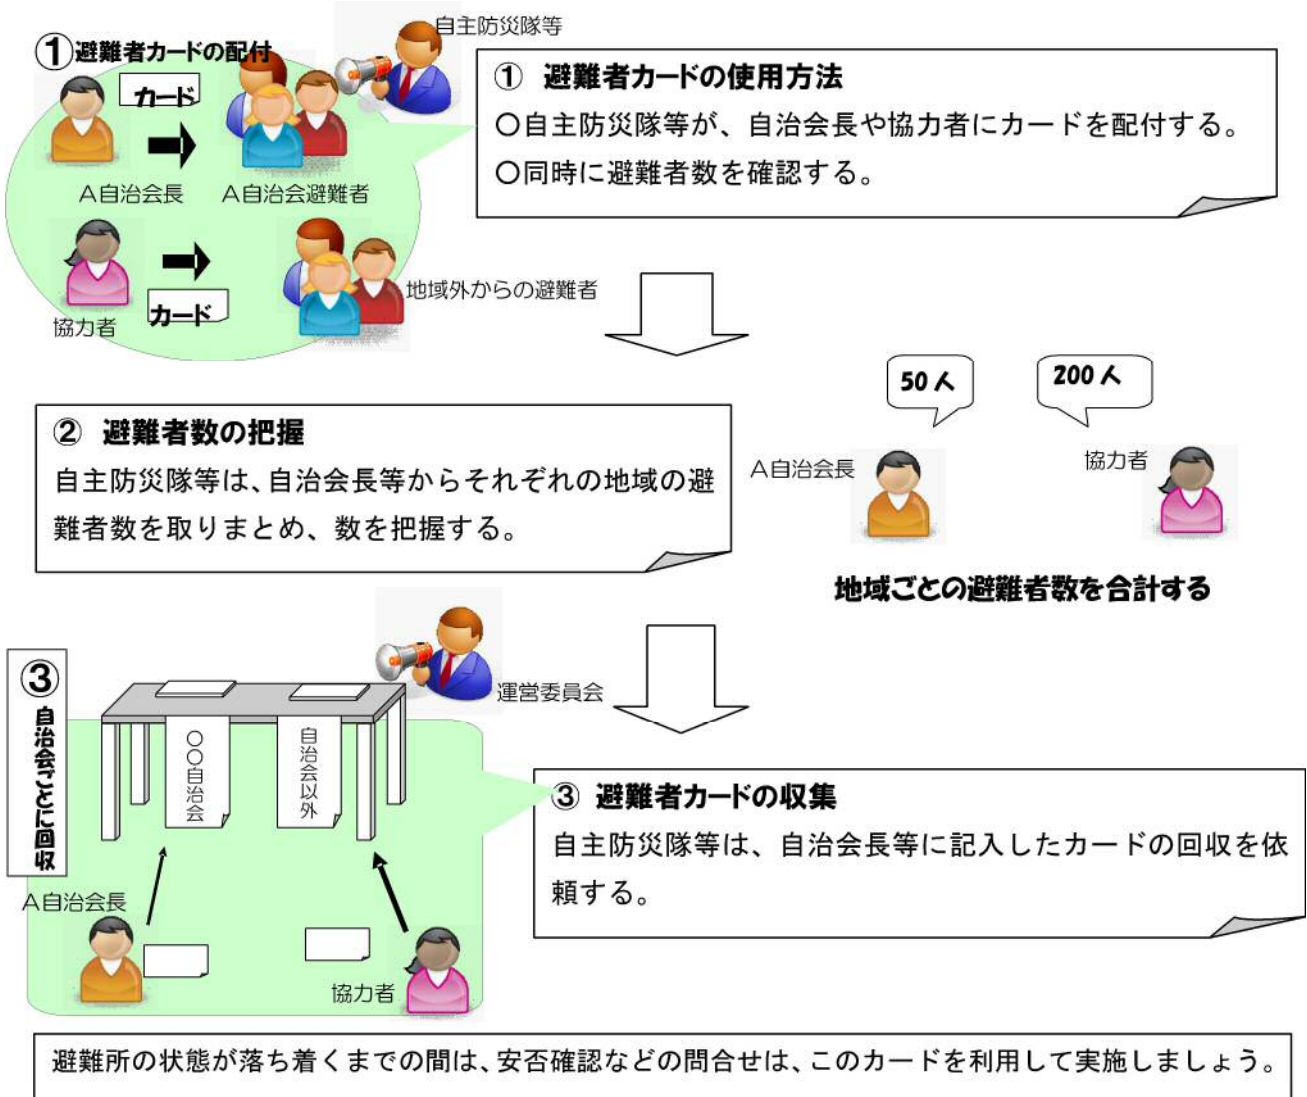 自主防災隊等
①避難者カードの配付
カード
A自治会長
A自治会避難者
カード
協力者
地域外からの避難者
① 避難者カードの使用方法
〇自主防災隊等が、自治会長や協力者にカードを配付する。
〇同時に避難者数を確認する。
50人
200人
A自治会長
協力者
地域ごとの避難者数を合計する
② 避難者数の把握
自主防災隊等は、自治会長等からそれぞれの地域の避
難者数を取りまとめ、数を把握する。
③自治会ごとに回収
運営委員会
〇〇自治会
自治会以外
A自治会長
協力者
③ 避難者カードの収集
自主防災隊等は、自治会長等に記入したカードの回収を依
頼する。
避難所の状態が落ち着くまでの間は、安否確認などの問合せは、このカードを利用して実施しましょう。